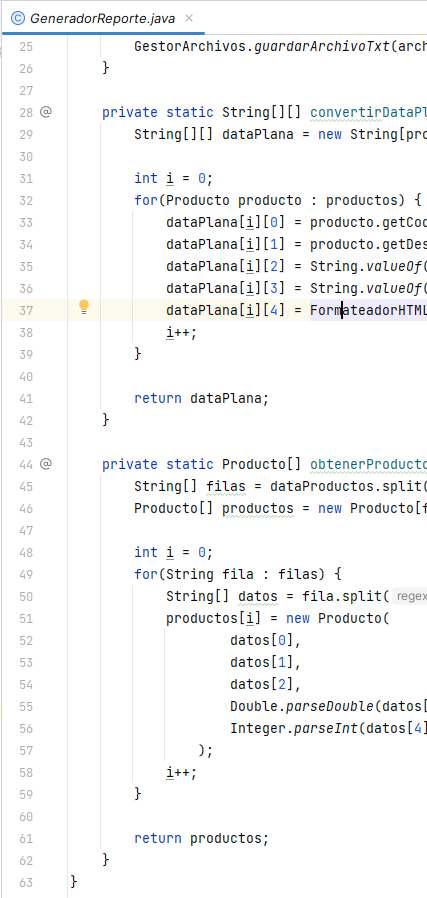 GeneradorReporte.java
25 GestorArchivos.guardarArchivoTxt(arch
26 }
27
28 private static String[][] convertirDataPl
29 String[][] dataPlana = new String[pro
30
31 int i = 0;
32 for(Producto producto : productos) {
33 dataPlana[i][0] = producto.getCod
34 dataPlana[i][1] = producto.getDes
35 dataPlana[i][2] = String.valueOf(
36 dataPlana[i][3] = String.valueOf(
37 dataPlana[i][4] = FormateadorHTML
38 i++;
39 }
40
41 return dataPlana;
42 }
43
44 private static Producto[] obtenerProducto
45 String[] filas = dataProductos.split(
46 Producto[] productos = new Producto[f
47
48 int i = 0;
49 for(String fila : filas) {
50 String[] datos = fila.split( regex
51 productos[i] = new Producto(
52 datos[0],
53 datos[1],
54 datos[2],
55 Double.parseDouble(datos[
56 Integer.parseInt(datos[4]
57 );
58 i++;
59 }
60
61 return productos;
62 }
63 }